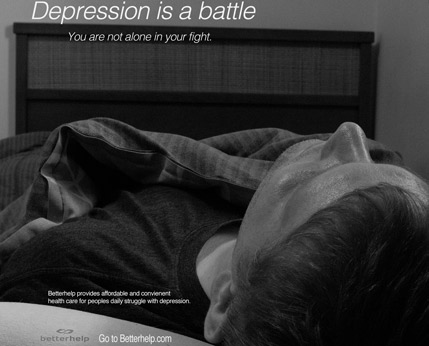 Depression is a battle
You are not alone in your fight.
Betterhelp provides affordable and convienent
health care for peoples daily struggle with depression.
betterhelp
Go to Betterhelp.com